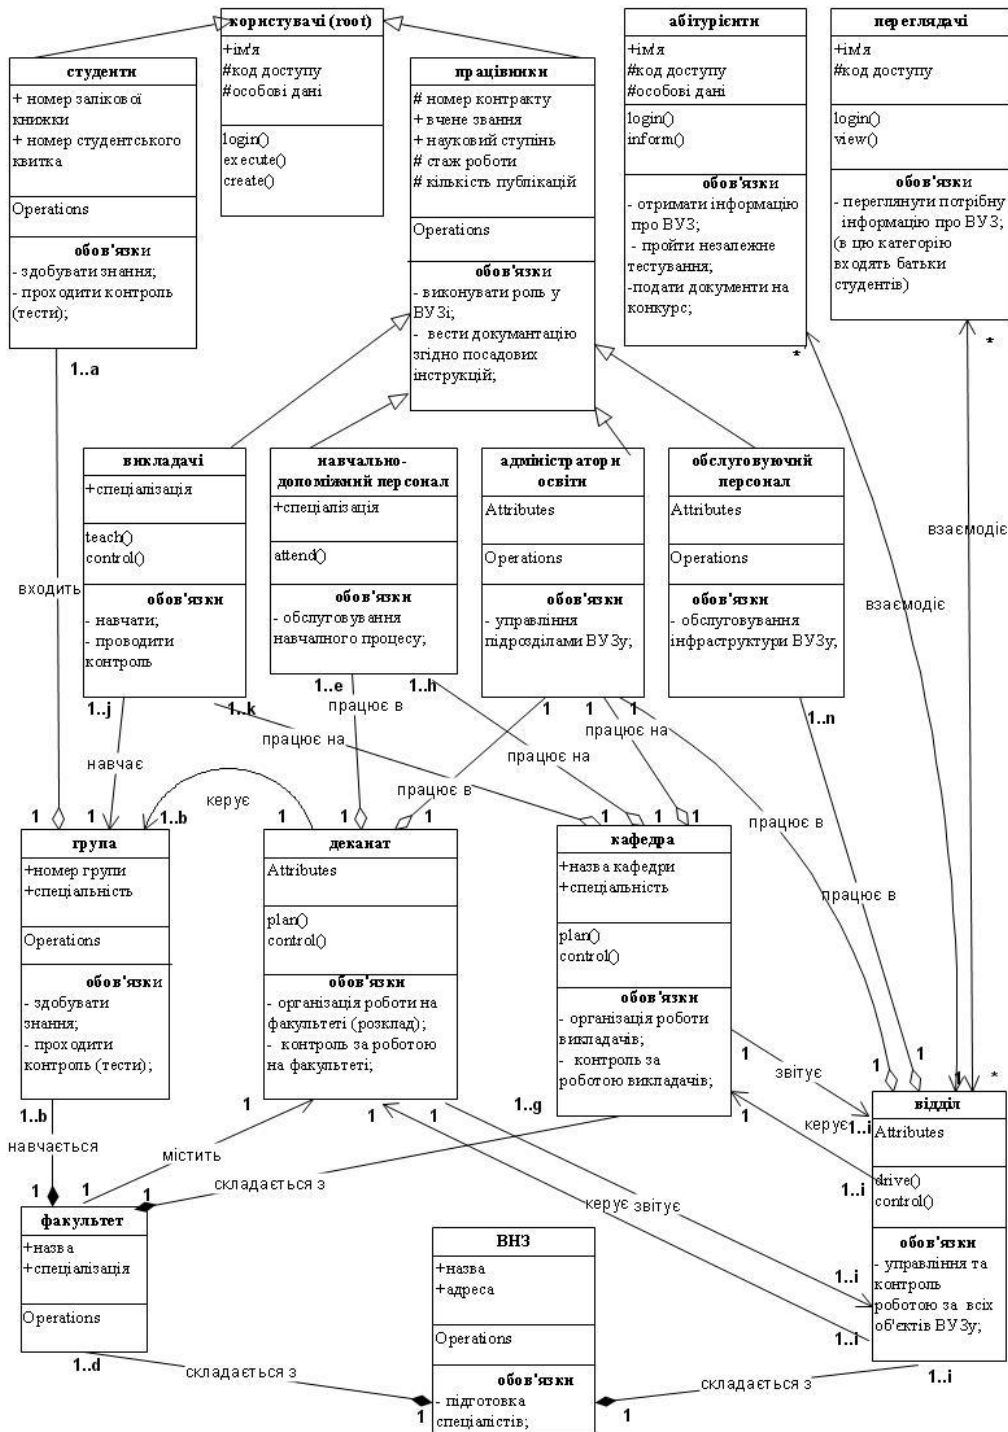 користувачі (root)
+ім'я
#код доступу
#особові дані
login()
execute()
create()
абітурієнти
+ім'я
#код доступу
#особові дані
login()
inform()
обов'язки
- отримати інформацію
про ВУЗ;
- пройти незалежне
тестування;
-подати документи на
конкурс;
*
переглядачі
+ім'я
#код доступу
login()
view()
обов'язки
- переглянути потрібну
інформацію про ВУЗ;
(в цю категорію
входять батьки
студентів)
*
студенти
+ номер залікової
книжки
+ номер студентського
квитка
Operations
обов'язки
- здобувати знання;
- проходити контроль
(тести);
1..a
працівники
# номер контракту
+ вчене звання
+ науковий ступінь
# стаж роботи
# кількість публікацій
Operations
обов'язки
- виконувати роль у
ВУЗі;
- вести докумантацію
згідно посадових
інструкцій;
викладачі
+спеціалізація
teach()
control()
обов'язки
- навчати;
- проводити
контроль
навчально-
допоміжний персонал
+спеціалізація
attend()
обов'язки
- обслуговування
навчалного процесу;
адміністратори
освіти
Attributes
Operations
обов'язки
- управління
підрозділами ВУЗу;
обслуговуючий
персонал
Attributes
Operations
обов'язки
- обслуговування
інфраструктури ВУЗу;
взаємодіє
взаємодіє
входить
1..j
1..k
1..e
1..h
1
1
1
1..n
працює в
працює на
працює на
працює на
навчає
працює в
працює в
працює в
керує
1
1
1..b
1
1
1
1
1
1
група
+номер групи
+спеціальність
Operations
обов'язки
- здобувати
знання;
- проходити
контроль (тести);
деканат
Attributes
plan()
control()
обов'язки
- організація роботи на
факультеті (розклад);
- контроль за роботою
на факультеті;
кафедра
+назва кафедри
+спеціальність
plan()
control()
обов'язки
- організація роботи
викладачів;
- контроль за
роботою викладачів;
1
звітує
1
1
1
*
1..b
1
1
1
1..g
1
керує
1..i
1..i
відділ
Attributes
drive()
control()
обов'язки
- управління та
контроль
роботою за всіх
об'єктів ВУЗу;
навчається
містить
складається з
1
1
1
керує
звітує
1..i
1..i
факультет
+назва
+спеціалізація
Operations
1..d
складається з
1
ВНЗ
+назва
+адреса
Operations
обов'язки
- підготовка
спеціалістів;
1
складається з
1..i